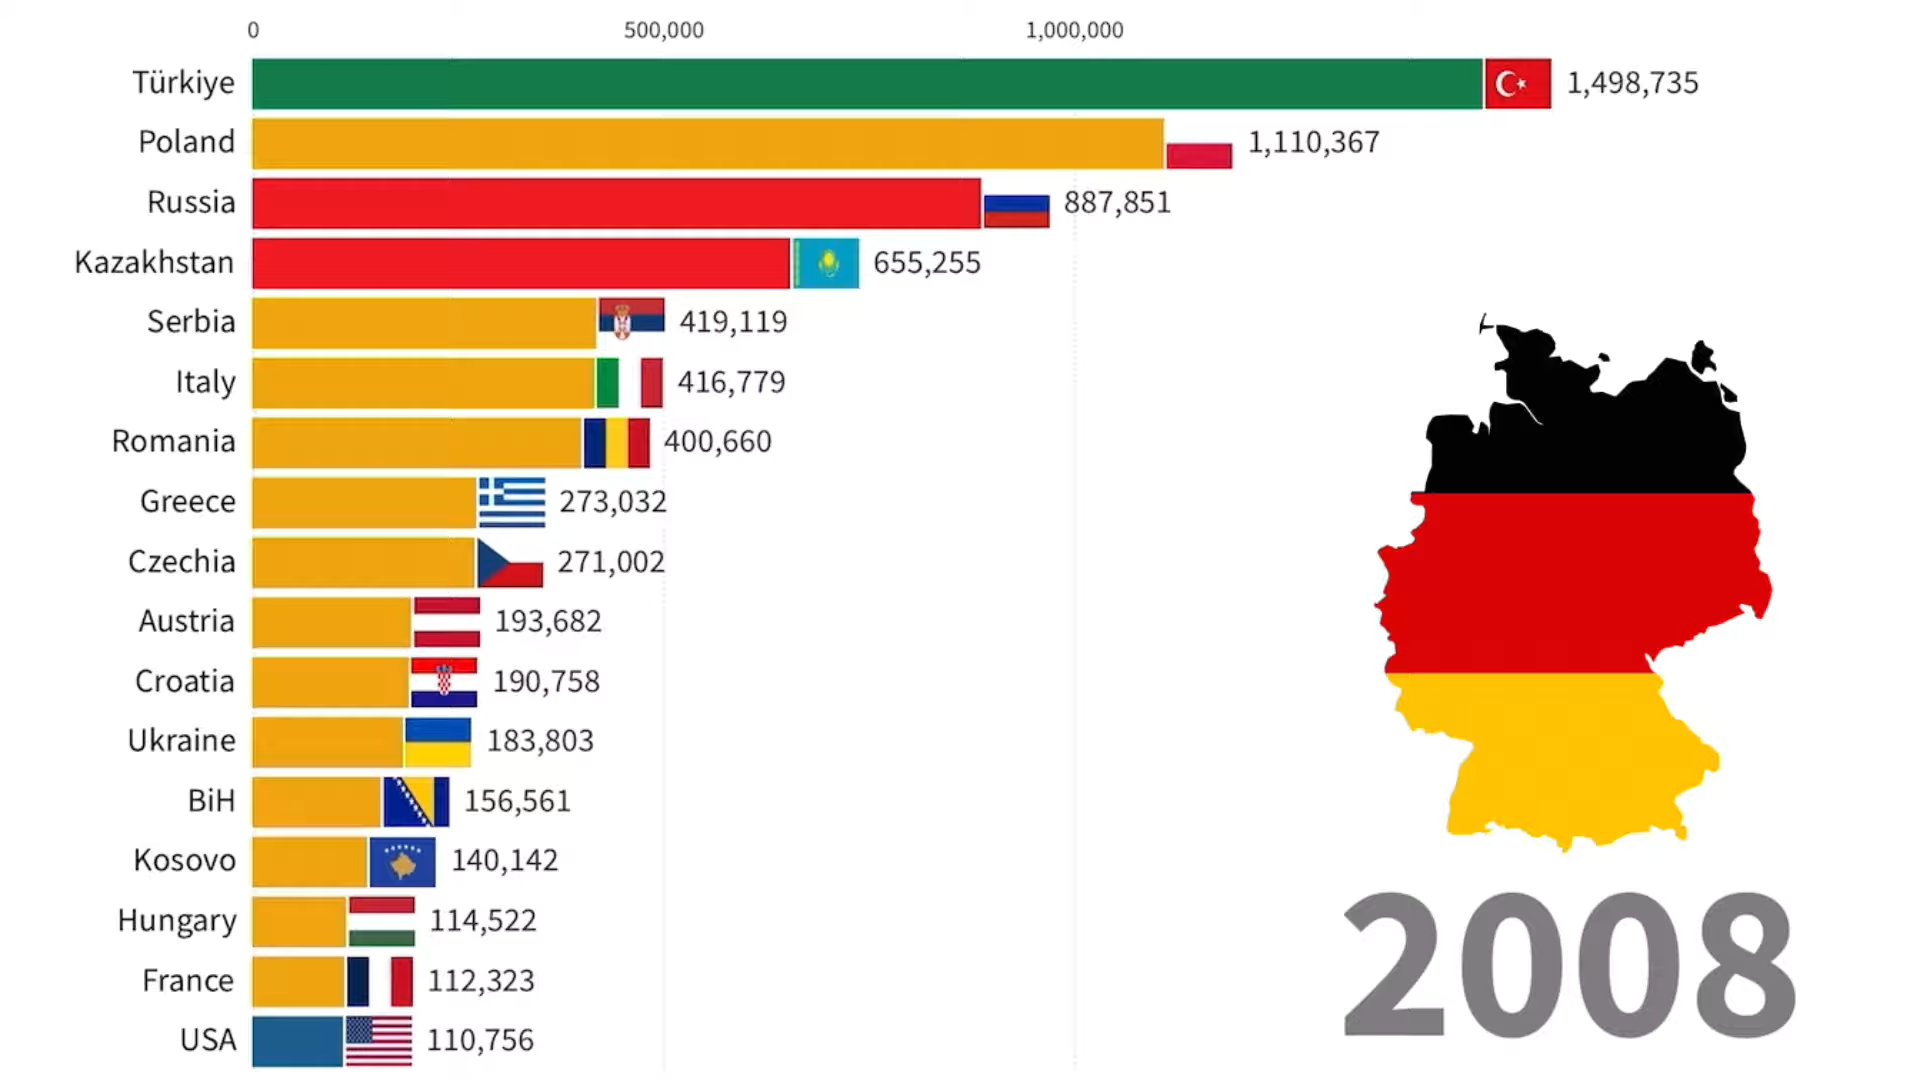 0 500,000 1,000,000
Türkiye 1,498,735
Poland 1,110,367
Russia 887,851
Kazakhstan 655,255
Serbia 419,119
Italy 416,779
Romania 400,660
Greece 273,032
Czechia 271,002
Austria 193,682
Croatia 190,758
Ukraine 183,803
BiH 156,561
Kosovo 140,142
Hungary 114,522
France 112,323
USA 110,756
2008